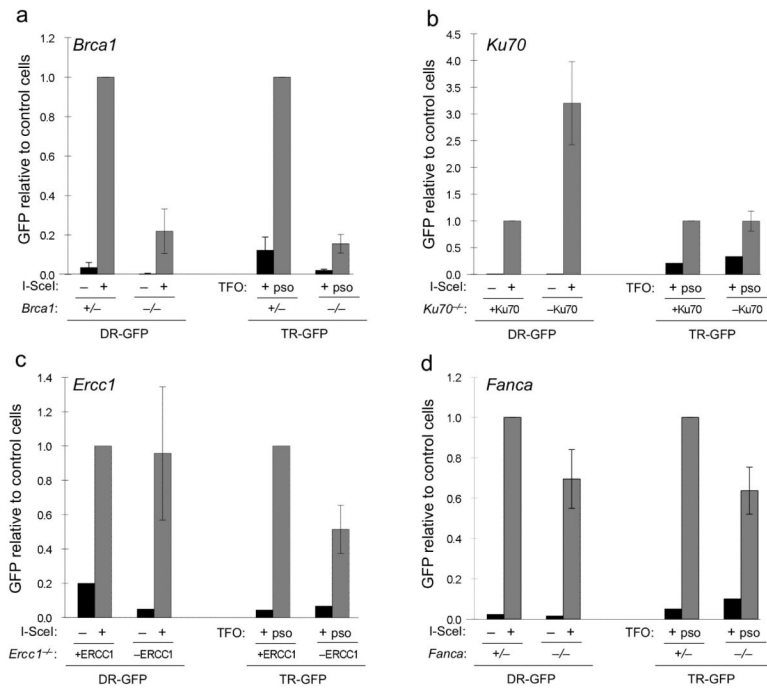 a
Brca1
GFP relative to control cells
1.2
1.0
0.8
0.6
0.4
0.2
0.0
I-SceI: – + – + TFO: + pso + pso
Brca1: +/– –/– +/– –/–
DR-GFP TR-GFP
b
Ku70
GFP relative to control cells
4.5
4.0
3.5
3.0
2.5
2.0
1.5
1.0
0.5
0.0
I-SceI: – + – + TFO: + pso + pso
Ku70–/–: +Ku70 –Ku70 +Ku70 –Ku70
DR-GFP TR-GFP
c
Ercc1
GFP relative to control cells
1.4
1.2
1.0
0.8
0.6
0.4
0.2
0.0
I-SceI: – + – + TFO: + pso + pso
Ercc1–/–: +ERCC1 –ERCC1 +ERCC1 –ERCC1
DR-GFP TR-GFP
d
Fanca
GFP relative to control cells
1.2
1.0
0.8
0.6
0.4
0.2
0.0
I-SceI: – + – + TFO: + pso + pso
Fanca: +/– –/– +/– –/–
DR-GFP TR-GFP